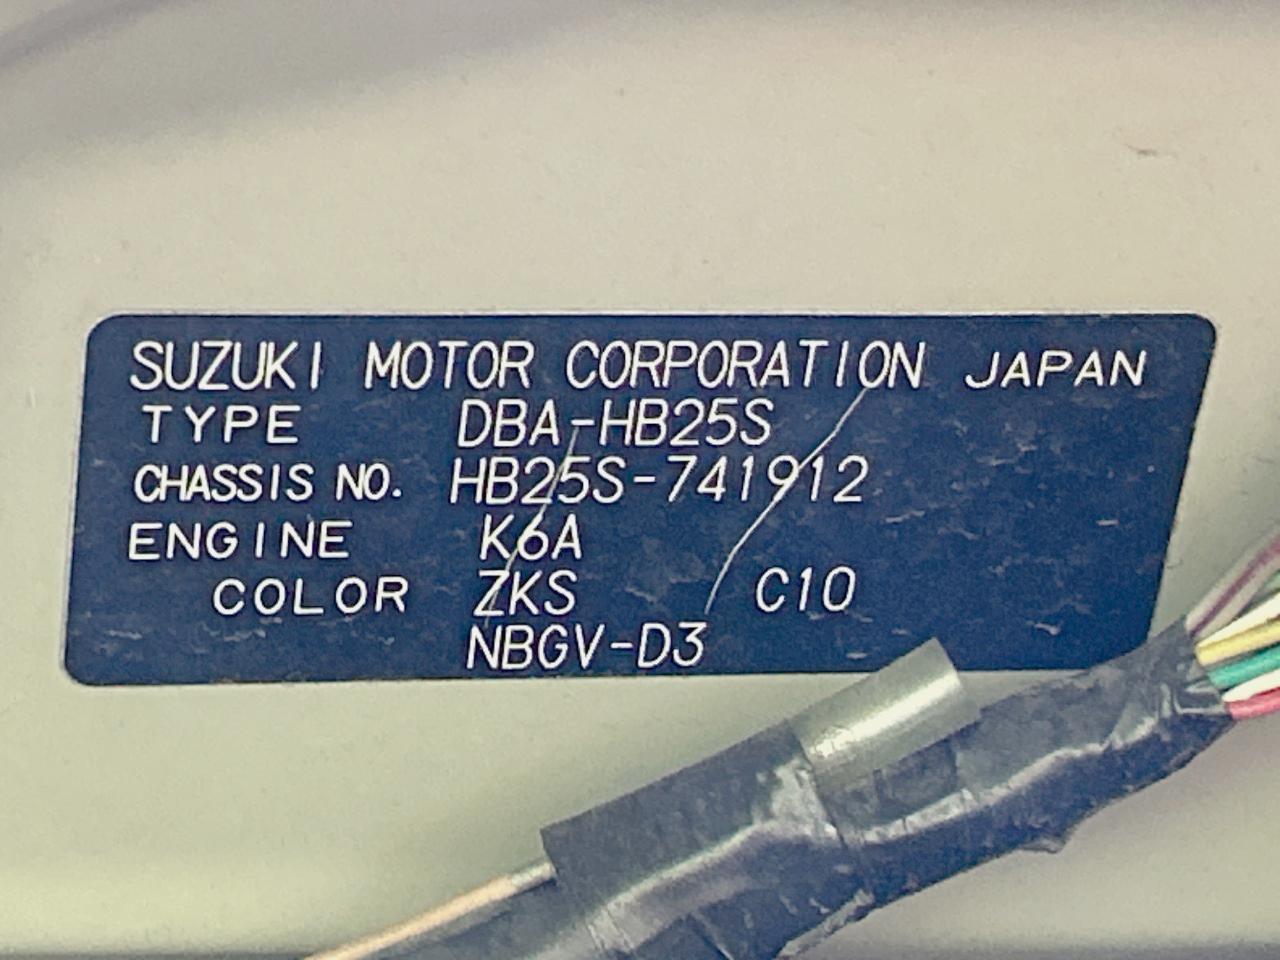 SUZUKI MOTOR CORPORATION JAPAN
TYPE DBA-HB25S
CHASSIS NO. HB25S-741912
ENGINE K6A
COLOR ZKS C10
NBGV-D3